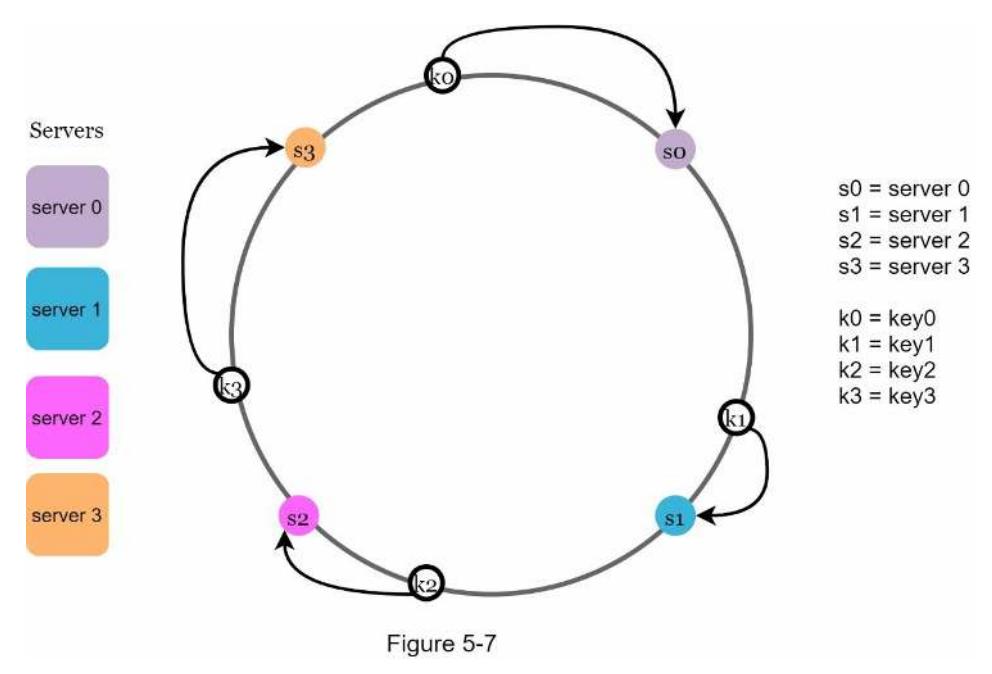 Servers
server 0
server 1
server 2
server 3
k0
s0
s3
k3
k1
s2
s1
k2
s0 = server 0
s1 = server 1
s2 = server 2
s3 = server 3
k0 = key0
k1 = key1
k2 = key2
k3 = key3
Figure 5-7